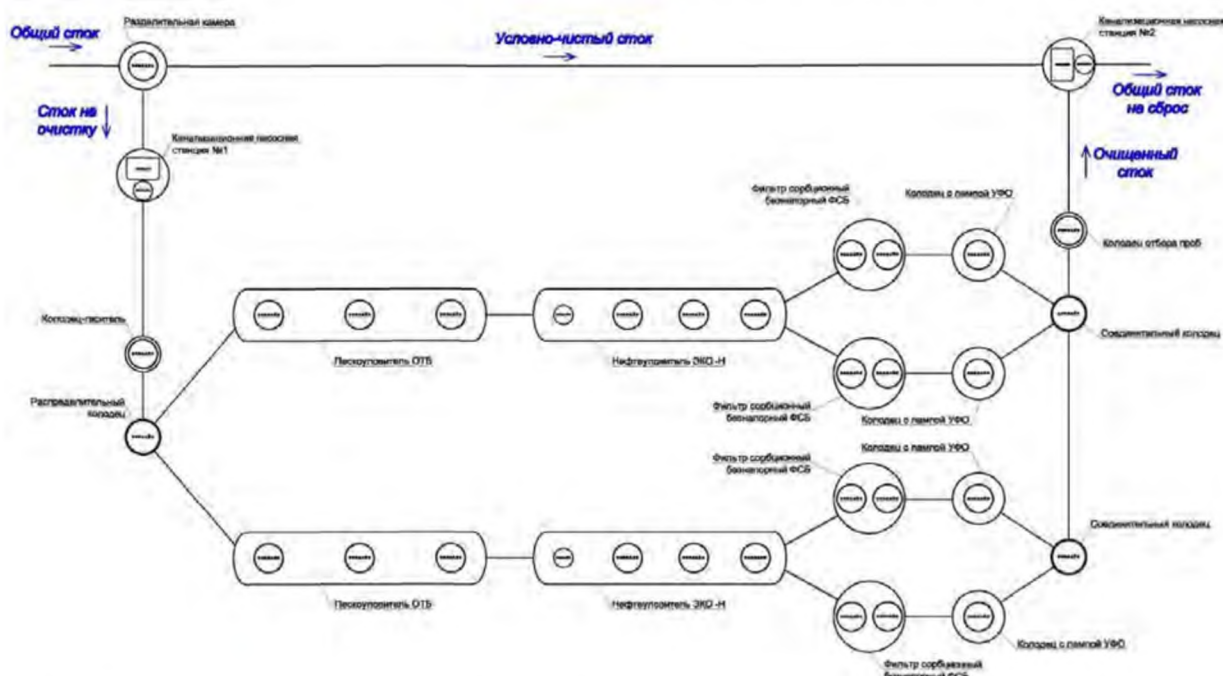 Разделительная камера
Канализационная насосная
станция №2
Общий сток
Условно-чистый сток
Общий сток
на сброс
Сток на
очистку
Канализационная насосная
станция №1
Очищенный
сток
Фильтр сорбционный
безнапорный ФСБ
Колодец с лампой УФО
Колодец отбора проб
Колодец-гаситель
Соединительный колодец
Пескоуловитель ОТБ
Нефтеуловитель ЭКО-Н
Распределительный
колодец
Фильтр сорбционный
безнапорный ФСБ
Колодец с лампой УФО
Фильтр сорбционный
безнапорный ФСБ
Колодец с лампой УФО
Соединительный колодец
Пескоуловитель ОТБ
Нефтеуловитель ЭКО-Н
Колодец с лампой УФО
Фильтр сорбционный
безнапорный ФСБ